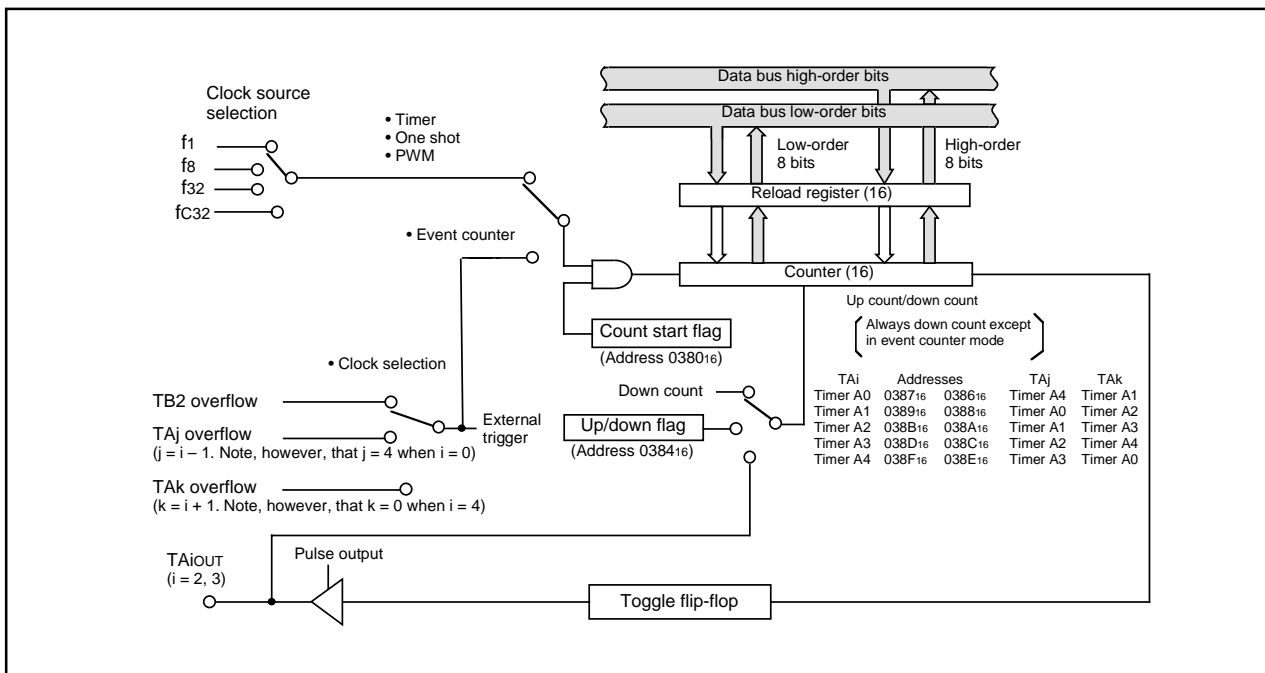 Data bus high-order bits
Data bus low-order bits
Clock source
selection
• Timer
• One shot
• PWM
f1
f8
f32
fC32
Low-order
8 bits
High-order
8 bits
Reload register (16)
• Event counter
Counter (16)
Up count/down count
Always down count except
in event counter mode
Count start flag
(Address 038016)
• Clock selection
TB2 overflow
TAj overflow
(j = i – 1. Note, however, that j = 4 when i = 0)
External
trigger
TAk overflow
(k = i + 1. Note, however, that k = 0 when i = 4)
Down count
Up/down flag
(Address 038416)
TAi Addresses TAj TAk
Timer A0 038716 038616 Timer A4 Timer A1
Timer A1 038916 038816 Timer A0 Timer A2
Timer A2 038B16 038A16 Timer A1 Timer A3
Timer A3 038D16 038C16 Timer A2 Timer A4
Timer A4 038F16 038E16 Timer A3 Timer A0
TAiOUT
(i = 2, 3)
Pulse output
Toggle flip-flop